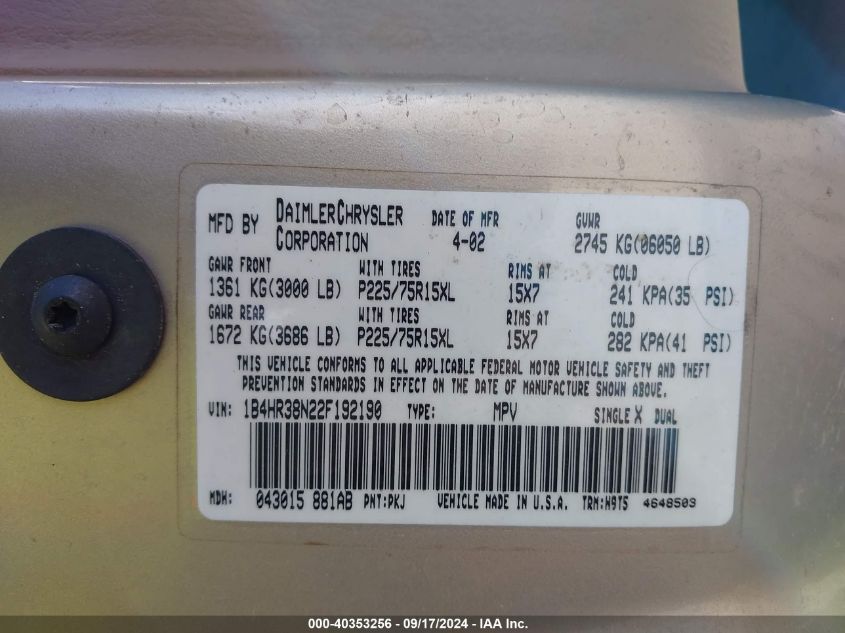 MFD BY DAIMLERCHRYSLER CORPORATION DATE OF MFR 4-02 GVWR 2745 KG(06050 LB)
GAWR FRONT WITH TIRES RIMS AT COLD
1361 KG(3000 LB) P225/75R15XL 15X7 241 KPA(35 PSI)
GAWR REAR WITH TIRES RIMS AT COLD
1672 KG(3686 LB) P225/75R15XL 15X7 282 KPA(41 PSI)
THIS VEHICLE CONFORMS TO ALL APPLICABLE FEDERAL MOTOR VEHICLE SAFETY AND THEFT
PREVENTION STANDARDS IN EFFECT ON THE DATE OF MANUFACTURE SHOWN ABOVE.
VIN: 1B4HR38N22F192190 TYPE: MPV SINGLE X DUAL
MDH: 043015 881AB PNT:PKJ VEHICLE MADE IN U.S.A. TRM:H9T5 4648503
000-40353256 - 09/17/2024 - IAA Inc.